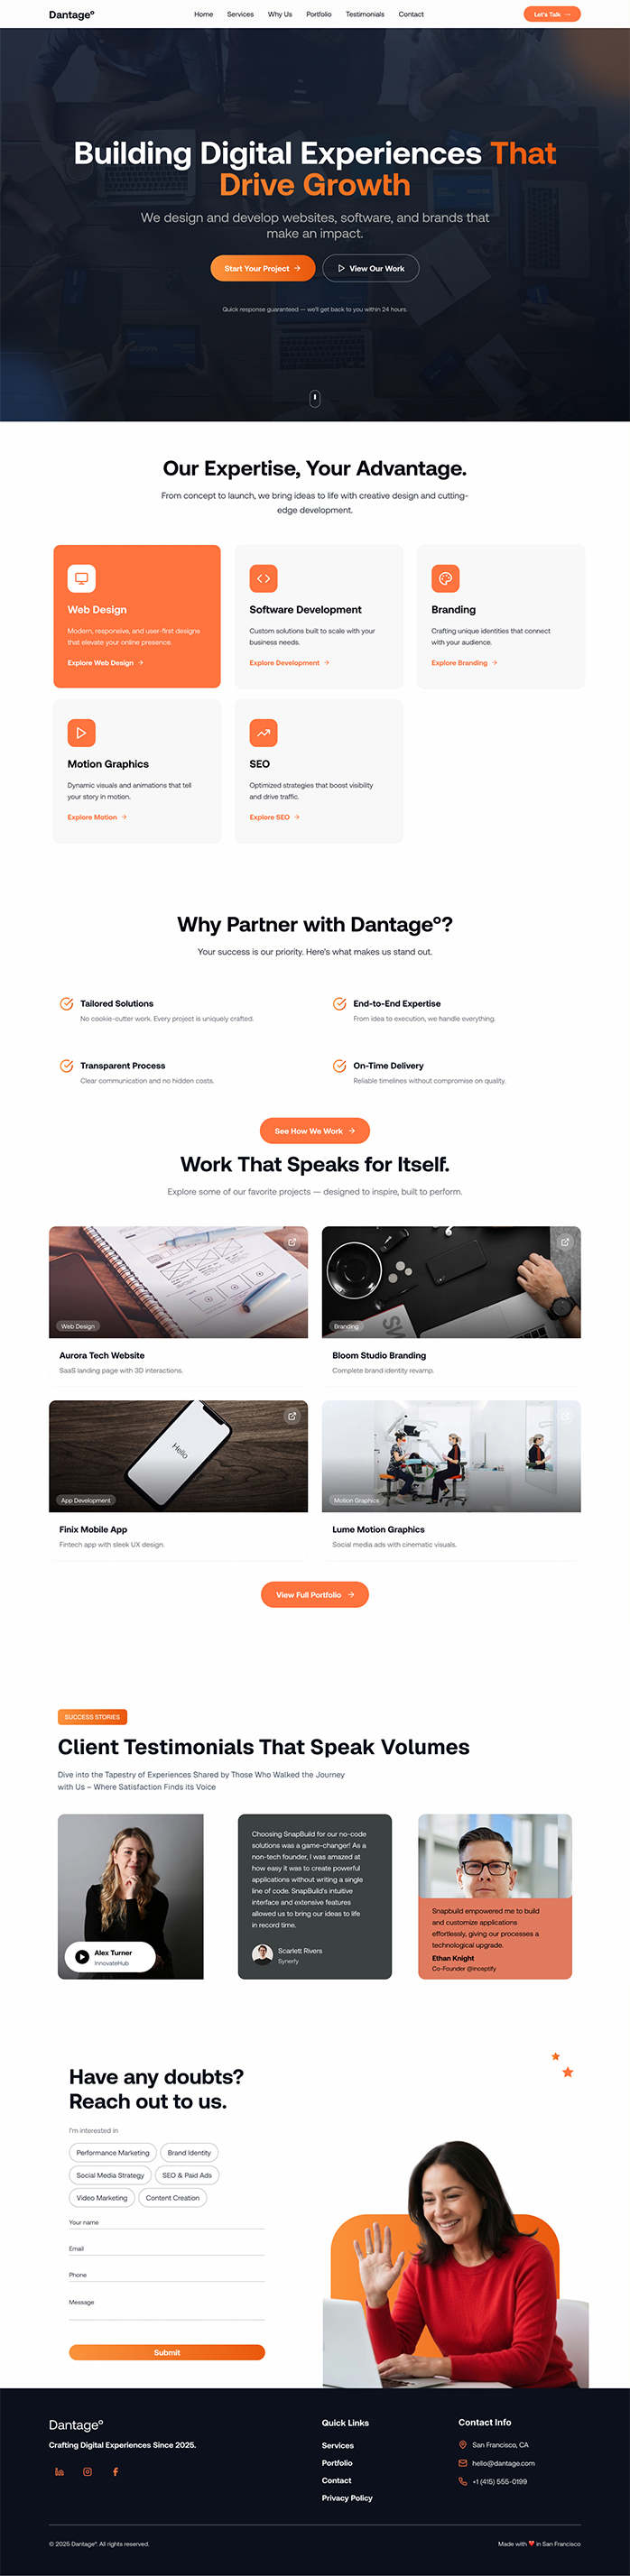 Dantage°
Home Services Why Us Portfolio Testimonials Contact
Let's Talk →
Building Digital Experiences That
Drive Growth
We design and develop websites, software, and brands that
make an impact.
Start Your Project →
View Our Work
Quick response guaranteed — we'll get back to you within 24 hours.
Our Expertise, Your Advantage.
From concept to launch, we bring ideas to life with creative design and cutting-
edge development.
Web Design
Modern, responsive, and user-first designs
that elevate your online presence.
Explore Web Design →
Software Development
Custom solutions built to scale with your
business needs.
Explore Development →
Branding
Crafting unique identities that connect
with your audience.
Explore Branding →
Motion Graphics
Dynamic visuals and animations that tell
your story in motion.
Explore Motion →
SEO
Optimized strategies that boost visibility
and drive traffic.
Explore SEO →
Why Partner with Dantage°?
Your success is our priority. Here's what makes us stand out.
Tailored Solutions
No cookie-cutter work. Every project is uniquely crafted.
End-to-End Expertise
From idea to execution, we handle everything.
Transparent Process
Clear communication and no hidden costs.
On-Time Delivery
Reliable timelines without compromise on quality.
See How We Work →
Work That Speaks for Itself.
Explore some of our favorite projects — designed to inspire, built to perform.
Web Design
Aurora Tech Website
SaaS landing page with 3D interactions.
Branding
Bloom Studio Branding
Complete brand identity revamp.
Hello
App Development
Finix Mobile App
Fintech app with sleek UX design.
Motion Graphics
Lume Motion Graphics
Social media ads with cinematic visuals.
View Full Portfolio →
SUCCESS STORIES
Client Testimonials That Speak Volumes
Dive into the Tapestry of Experiences Shared by Those Who Walked the Journey
with Us – Where Satisfaction Finds its Voice
Alex Turner
InnovateHub
Choosing SnapBuild for our no-code
solutions was a game-changer! As a
non-tech founder, I was amazed at
how easy it was to create powerful
applications without writing a single
line of code. SnapBuild's intuitive
interface and extensive features
allowed us to bring our ideas to life
in record time.
Scarlett Rivers
Synerfy
Snapbuild empowered me to build
and customize applications
effortlessly, giving our processes a
technological upgrade.
Ethan Knight
Co-Founder @Inceptify
Have any doubts?
Reach out to us.
I'm interested in
Performance Marketing
Brand Identity
Social Media Strategy
SEO & Paid Ads
Video Marketing
Content Creation
Your name
Email
Phone
Message
Submit
Dantage°
Crafting Digital Experiences Since 2025.
Quick Links
Services
Portfolio
Contact
Privacy Policy
Contact Info
San Francisco, CA
hello@dantage.com
+1 (415) 555-0199
© 2025 Dantage°. All rights reserved.
Made with ❤️ in San Francisco